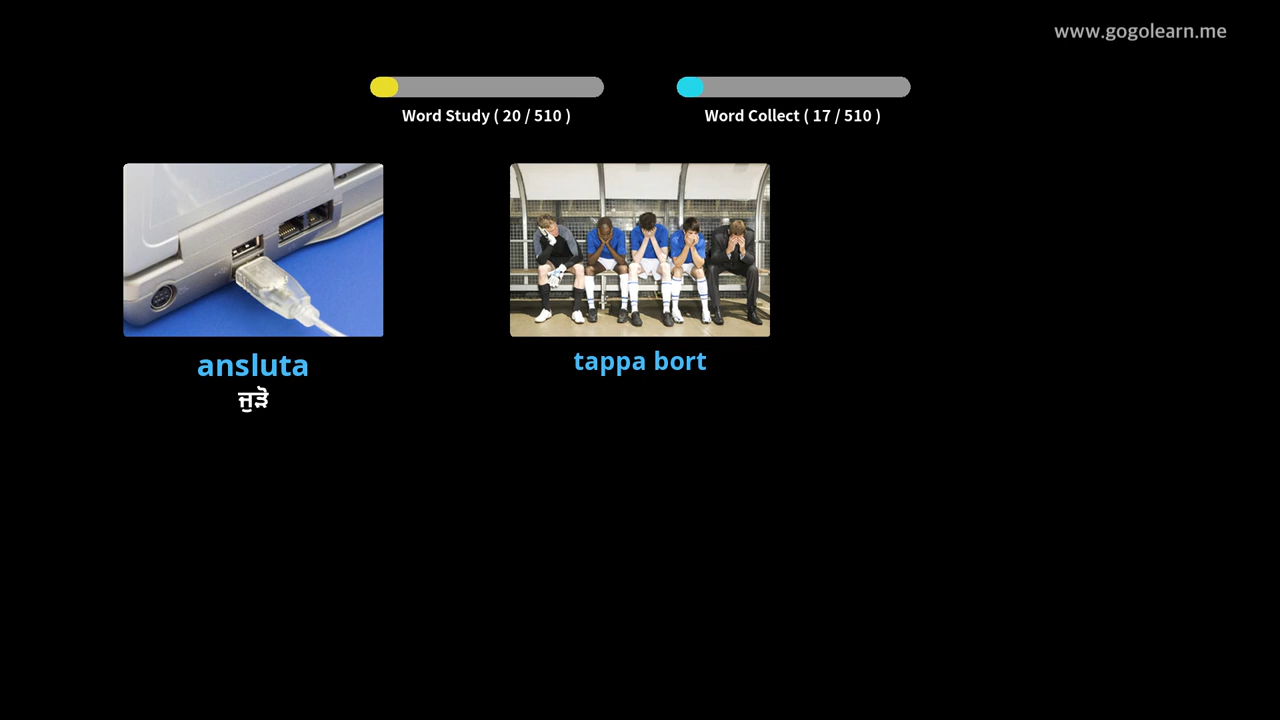 www.gogolearn.me
Word Study ( 20 / 510 )
Word Collect ( 17 / 510 )
ansluta
ਜੁੜੋ
tappa bort